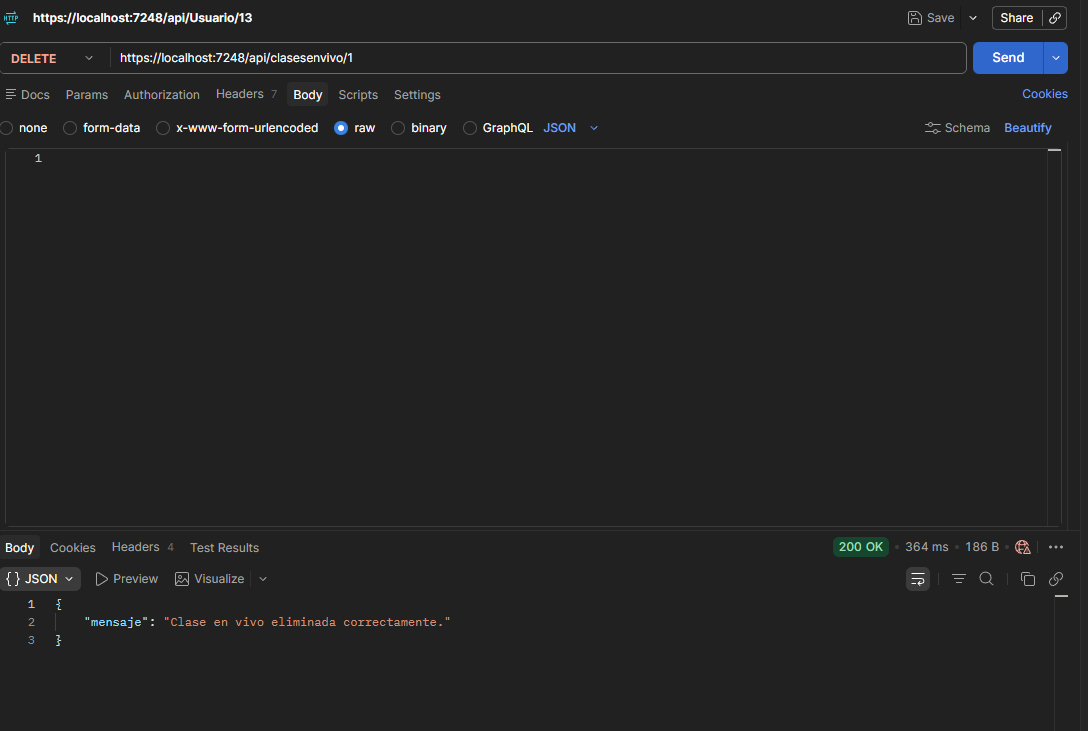 HTTP https://localhost:7248/api/Usuario/13 Save Share
DELETE https://localhost:7248/api/clasesenvivo/1 Send
Docs Params Authorization Headers 7 Body Scripts Settings Cookies
none form-data x-www-form-urlencoded raw binary GraphQL JSON Schema Beautify
1
Body Cookies Headers 4 Test Results 200 OK • 364 ms • 186 B •
{} JSON Preview Visualize
1 {
2 "mensaje": "Clase en vivo eliminada correctamente."
3 }